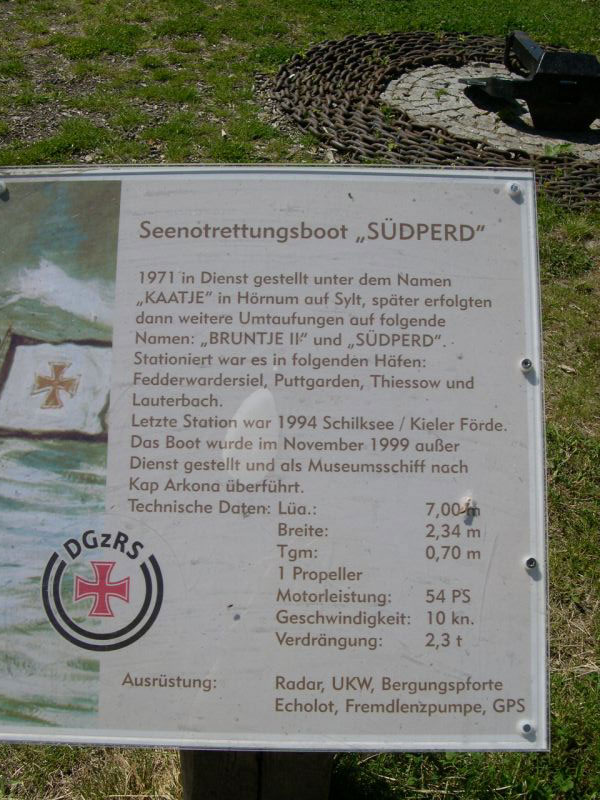 Seenotrettungsboot „SÜDPERD“
1971 in Dienst gestellt unter dem Namen
„KAATJE“ in Hörnum auf Sylt, später erfolgten
dann weitere Umtaufungen auf folgende
Namen: „BRUNTJE II“ und „SÜDPERD“.
Stationiert war es in folgenden Häfen:
Fedderwardersiel, Puttgarden, Thiessow und
Lauterbach.
Letzte Station war 1994 Schilksee / Kieler Förde.
Das Boot wurde im November 1999 außer
Dienst gestellt und als Museumsschiff nach
Kap Arkona überführt.
Technische Daten: Lüa.: 7,00 m
Breite: 2,34 m
Tgm: 0,70 m
1 Propeller
Motorleistung: 54 PS
Geschwindigkeit: 10 kn.
Verdrängung: 2,3 t
DGzRS
Ausrüstung: Radar, UKW, Bergungspforte
Echolot, Fremdlenzpumpe, GPS